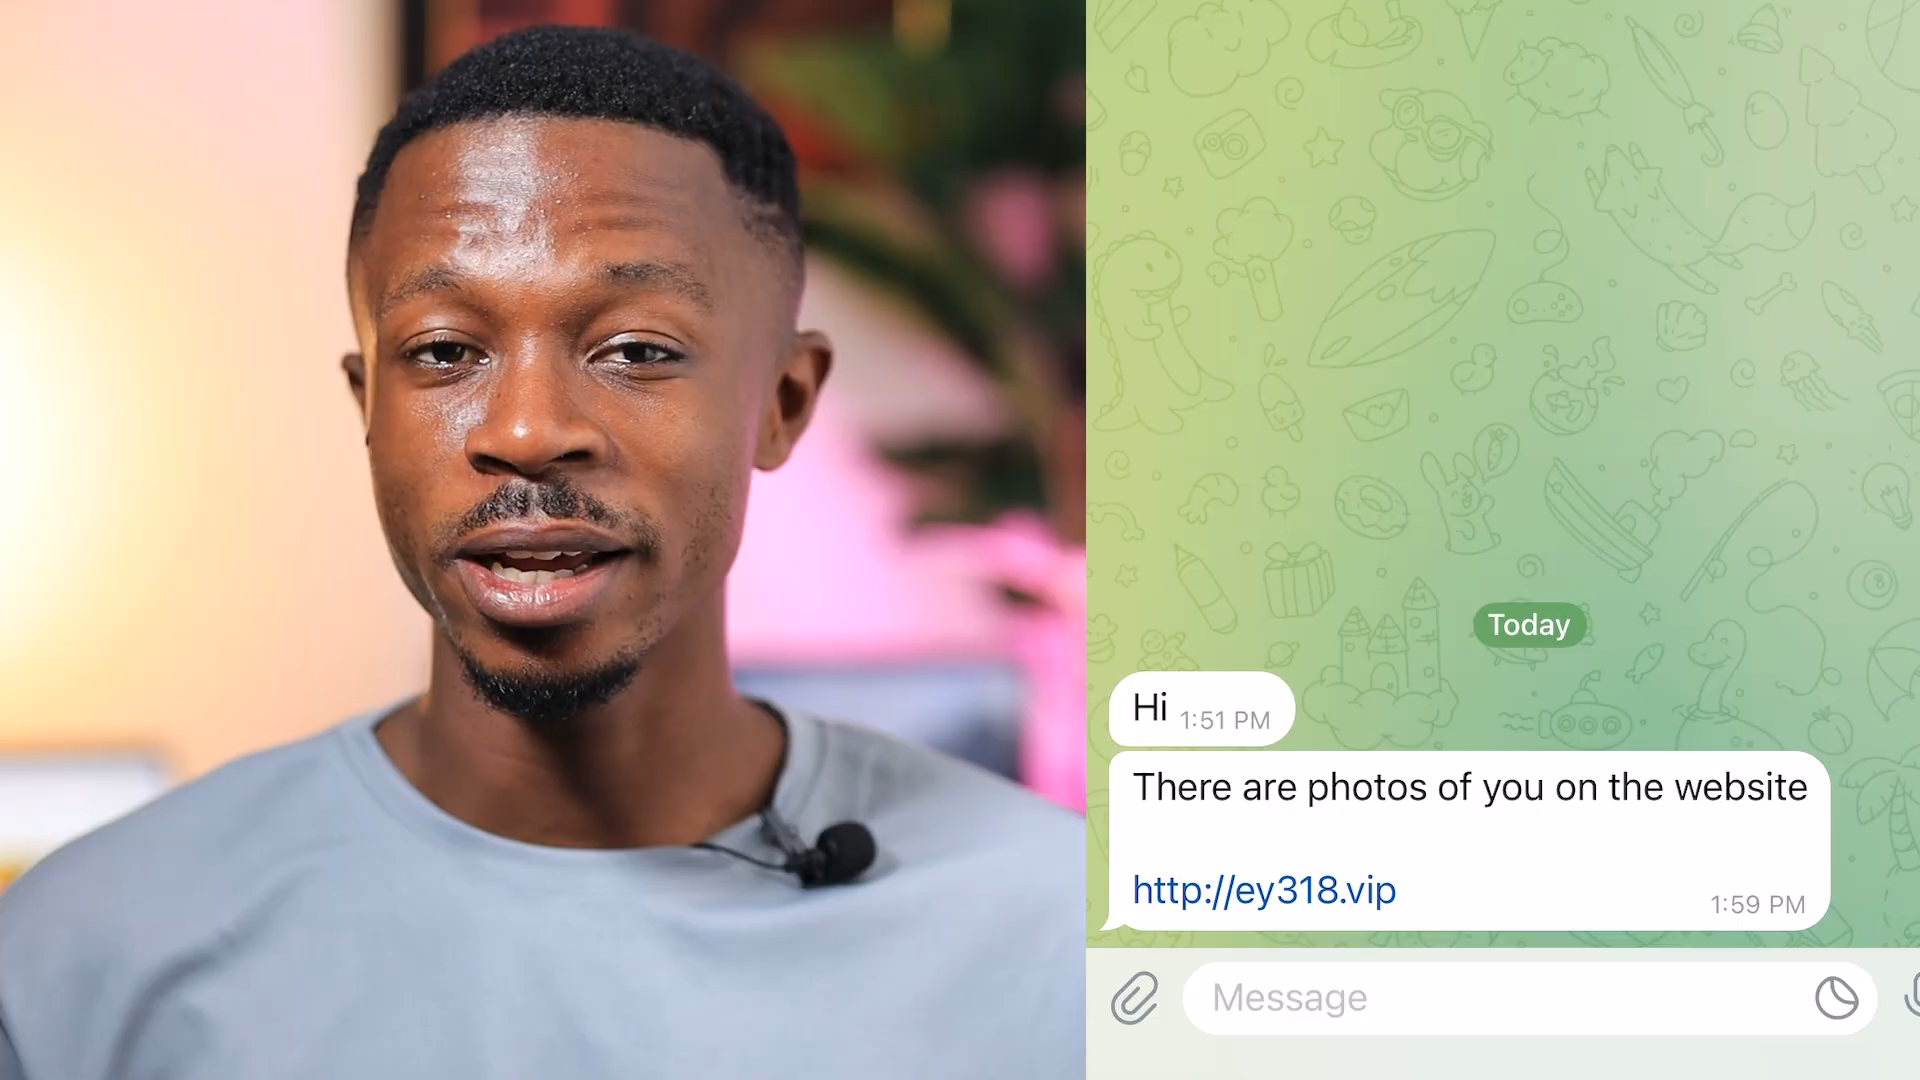 Today
Hi 1:51 PM
There are photos of you on the website
http://ey318.vip 1:59 PM
Message